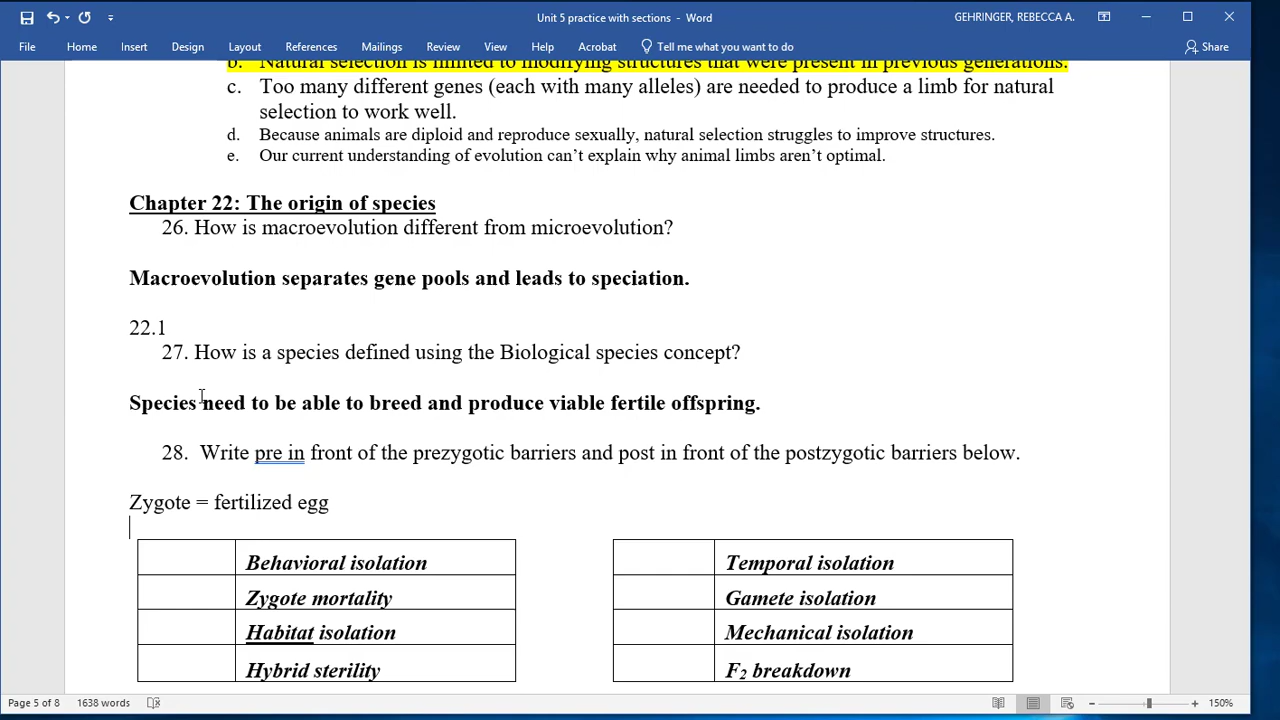 Unit 5 practice with sections - Word
GEHRINGER, REBECCA A.
File Home Insert Design Layout References Mailings Review View Help Acrobat Tell me what you want to do Share
b. Natural selection is limited to modifying structures that were present in previous generations.
c. Too many different genes (each with many alleles) are needed to produce a limb for natural
selection to work well.
d. Because animals are diploid and reproduce sexually, natural selection struggles to improve structures.
e. Our current understanding of evolution can’t explain why animal limbs aren’t optimal.
Chapter 22: The origin of species
26. How is macroevolution different from microevolution?
Macroevolution separates gene pools and leads to speciation.
22.1
27. How is a species defined using the Biological species concept?
Species need to be able to breed and produce viable fertile offspring.
28. Write pre in front of the prezygotic barriers and post in front of the postzygotic barriers below.
Zygote = fertilized egg
Behavioral isolation Temporal isolation
Zygote mortality Gamete isolation
Habitat isolation Mechanical isolation
Hybrid sterility F2 breakdown
Page 5 of 8 1638 words 150%